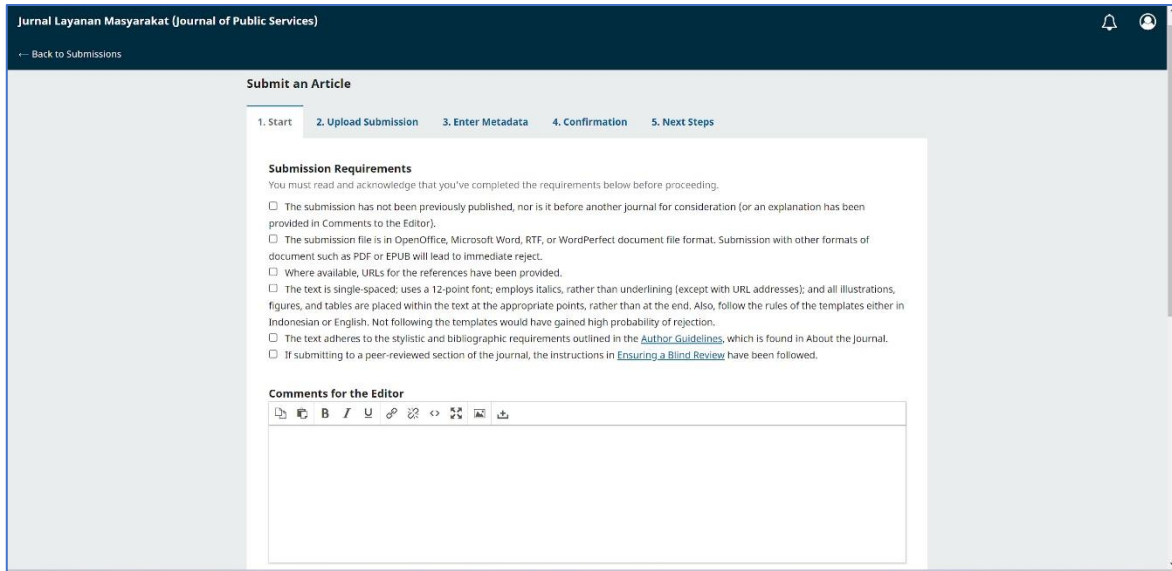 Jurnal Layanan Masyarakat (Journal of Public Services)
← Back to Submissions
Submit an Article
1. Start 2. Upload Submission 3. Enter Metadata 4. Confirmation 5. Next Steps
Submission Requirements
You must read and acknowledge that you've completed the requirements below before proceeding.
The submission has not been previously published, nor is it before another journal for consideration (or an explanation has been
provided in Comments to the Editor).
The submission file is in OpenOffice, Microsoft Word, RTF, or WordPerfect document file format. Submission with other formats of
document such as PDF or EPUB will lead to immediate reject.
Where available, URLs for the references have been provided.
The text is single-spaced; uses a 12-point font; employs italics, rather than underlining (except with URL addresses); and all illustrations,
figures, and tables are placed within the text at the appropriate points, rather than at the end. Also, follow the rules of the templates either in
Indonesian or English. Not following the templates would have gained high probability of rejection.
The text adheres to the stylistic and bibliographic requirements outlined in the Author Guidelines, which is found in About the Journal.
If submitting to a peer-reviewed section of the journal, the instructions in Ensuring a Blind Review have been followed.
Comments for the Editor
B I U